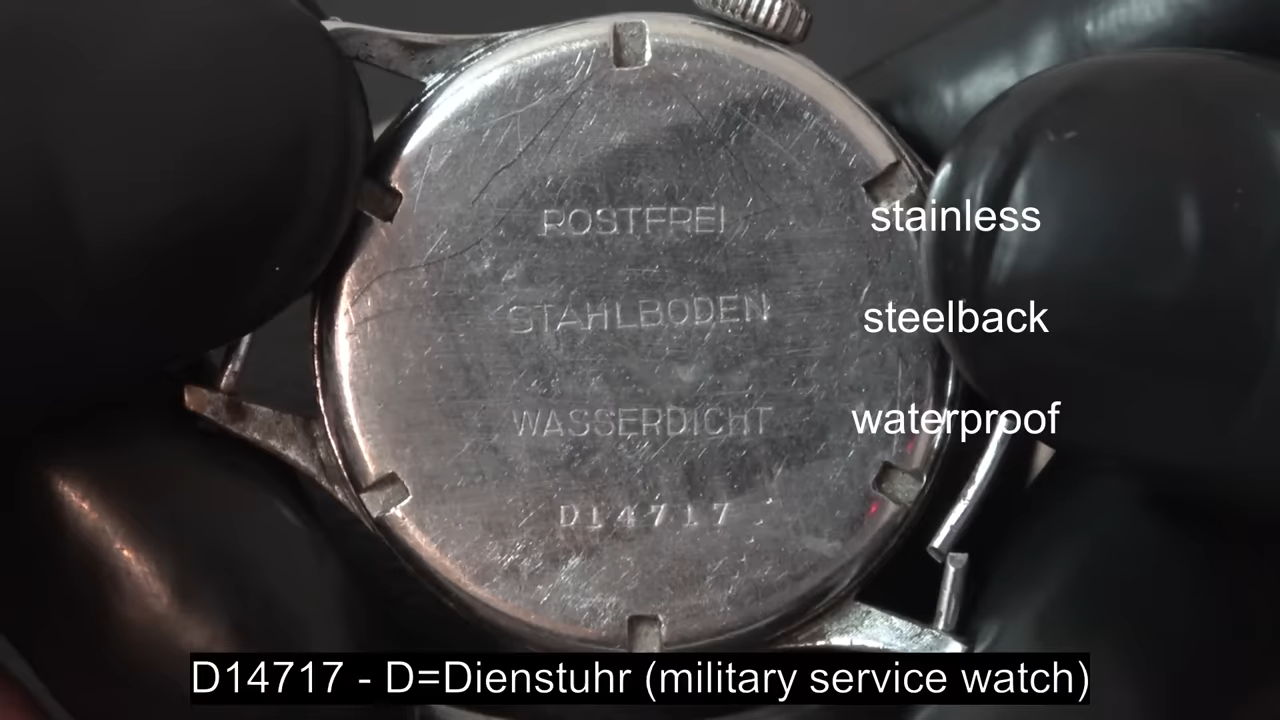 ROSTFREI
stainless
STAHLBODEN
steelback
WASSERDICHT
waterproof
D14717
D14717 - D=Dienstuhr (military service watch)